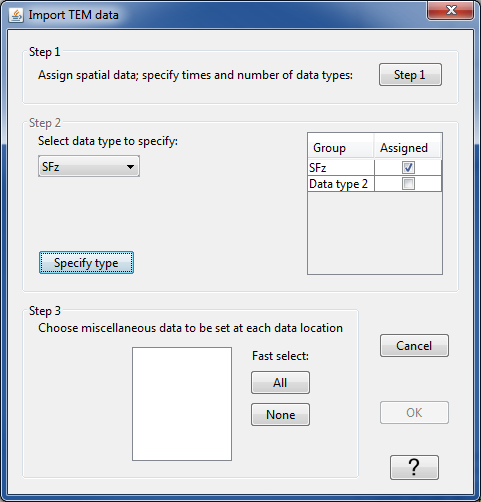 Import TEM data
Step 1
Assign spatial data; specify times and number of data types:
Step 1
Step 2
Select data type to specify:
SFz
Group Assigned
SFz
Data type 2
Specify type
Step 3
Choose miscellaneous data to be set at each data location
Fast select:
All
None
Cancel
OK
?